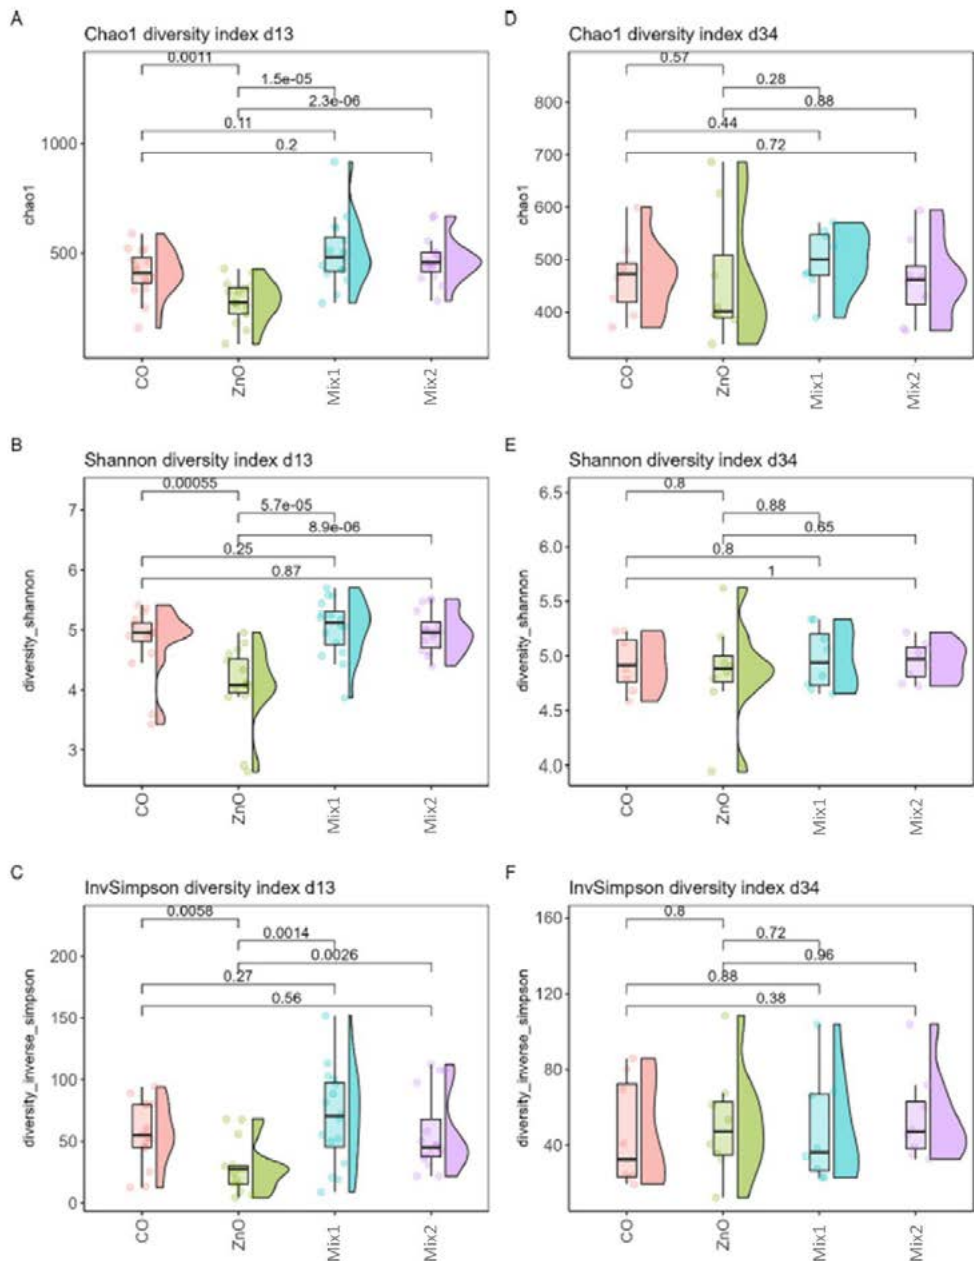 A
Chao1 diversity index d13
0.0011
1.5e-05
2.3e-06
0.11
0.2
1000
500
chao1
CO
ZnO
Mix1
Mix2
D
Chao1 diversity index d34
0.57
0.28
0.88
0.44
0.72
800
700
600
500
400
chao1
CO
ZnO
Mix1
Mix2
B
Shannon diversity index d13
0.00055
5.7e-05
8.9e-06
0.25
0.87
7
6
5
4
3
diversity_shannon
CO
ZnO
Mix1
Mix2
E
Shannon diversity index d34
0.8
0.88
0.65
0.8
1
6.5
6.0
5.5
5.0
4.5
4.0
diversity_shannon
CO
ZnO
Mix1
Mix2
C
InvSimpson diversity index d13
0.0058
0.0014
0.0026
0.27
0.56
200
150
100
50
0
diversity_inverse_simpson
CO
ZnO
Mix1
Mix2
F
InvSimpson diversity index d34
0.8
0.72
0.96
0.88
0.38
160
120
80
40
diversity_inverse_simpson
CO
ZnO
Mix1
Mix2